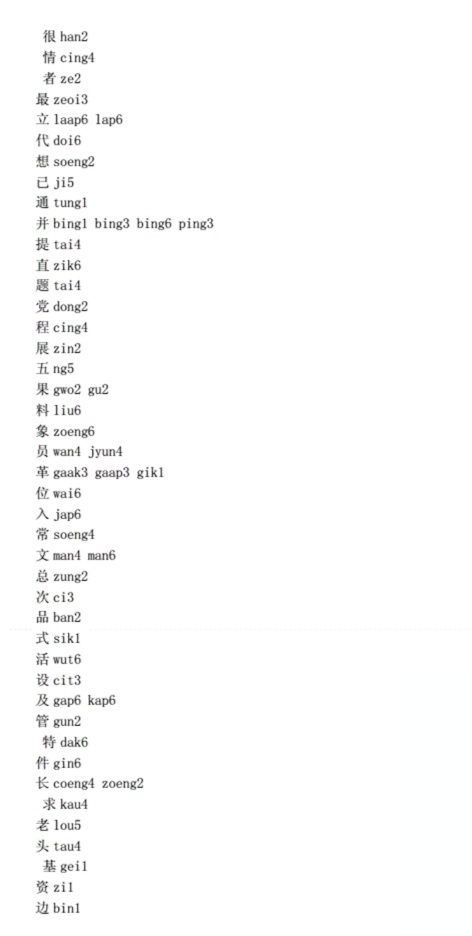 很 han2
情 cing4
者 ze2
最 zeoi3
立 laap6 lap6
代 doi6
想 soeng2
已 ji5
通 tung1
并 bing1 bing3 bing6 ping3
提 tai4
直 zik6
题 tai4
党 dong2
程 cing4
展 zin2
五 ng5
果 gwo2 gu2
料 liu6
象 zoeng6
员 wan4 jyun4
革 gaak3 gaap3 gik1
位 wai6
入 jap6
常 soeng4
文 man4 man6
总 zung2
次 ci3
品 ban2
式 sik1
活 wut6
设 cit3
及 gap6 kap6
管 gun2
特 dak6
件 gin6
长 coeng4 zoeng2
求 kau4
老 lou5
头 tau4
基 gei1
资 zi1
边 bin1